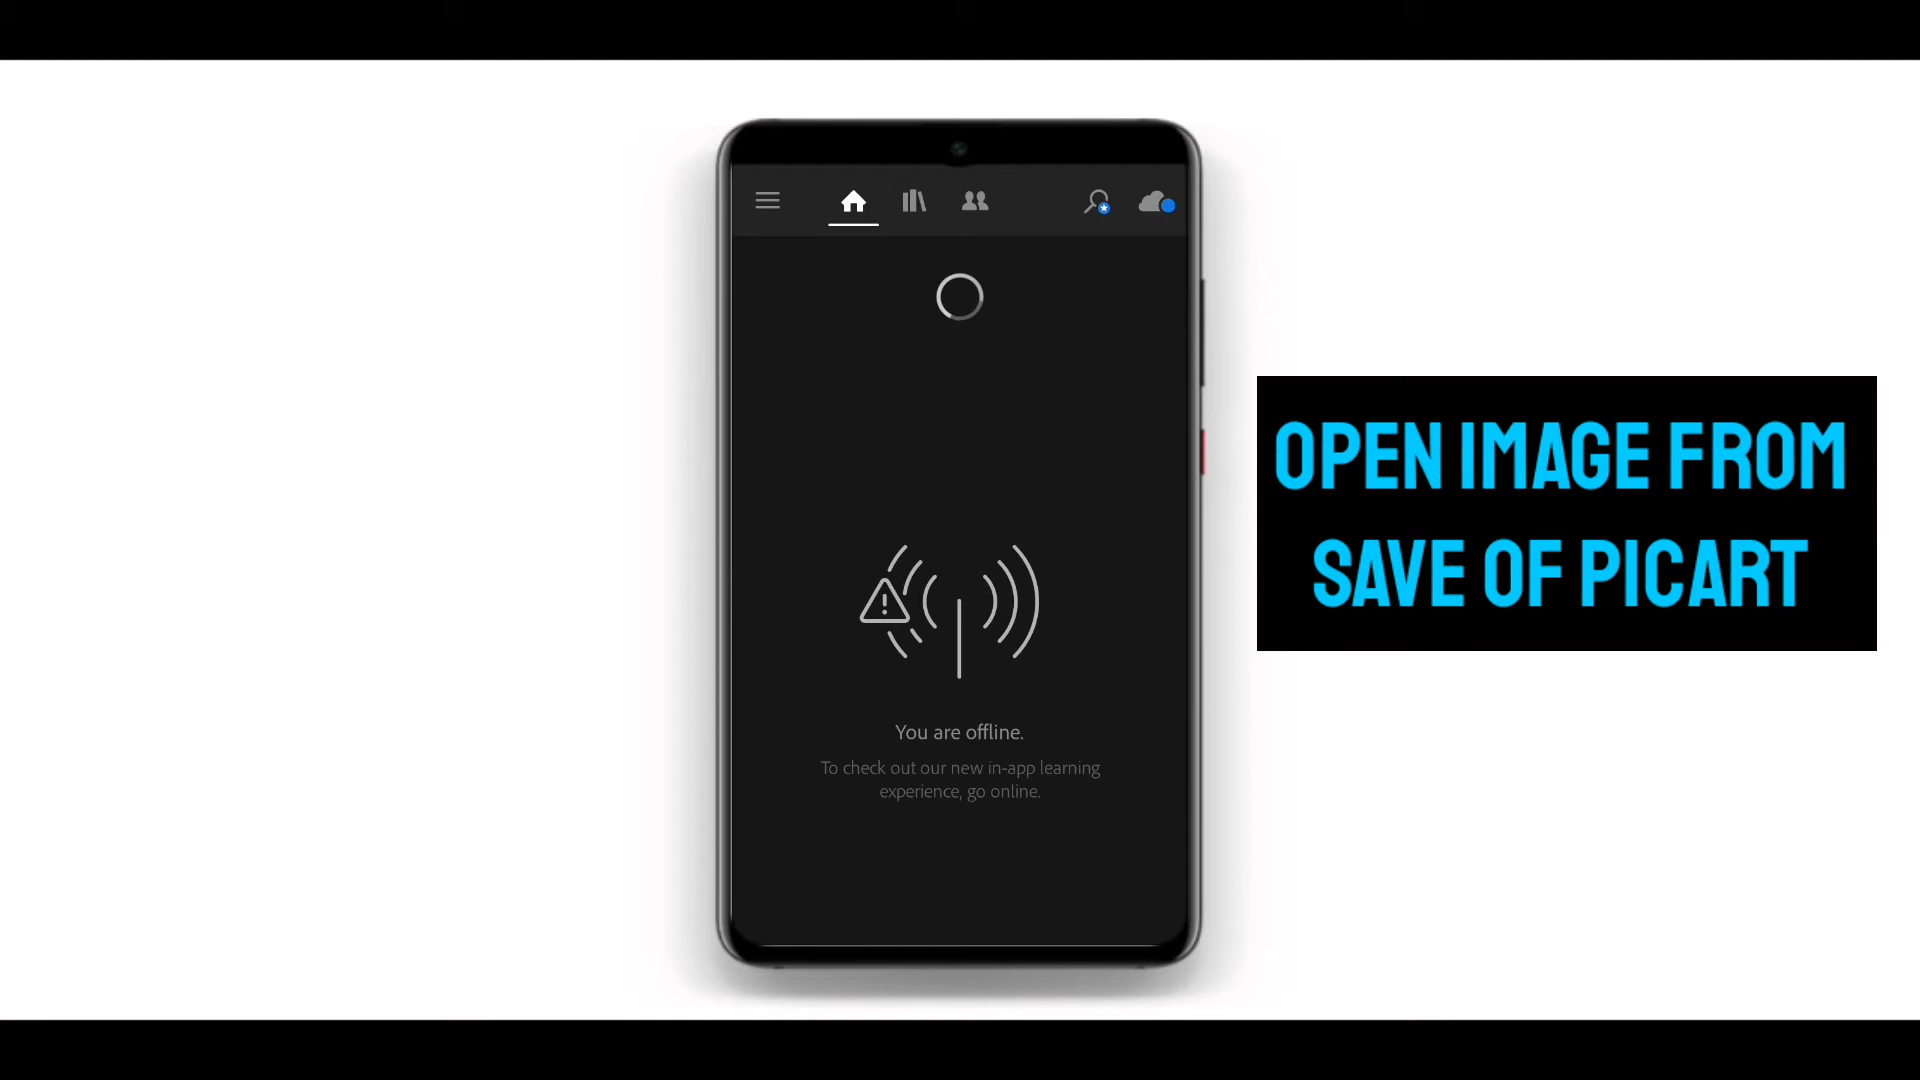 You are offline.
To check out our new in-app learning
experience, go online.
OPEN IMAGE FROM
SAVE OF PICART